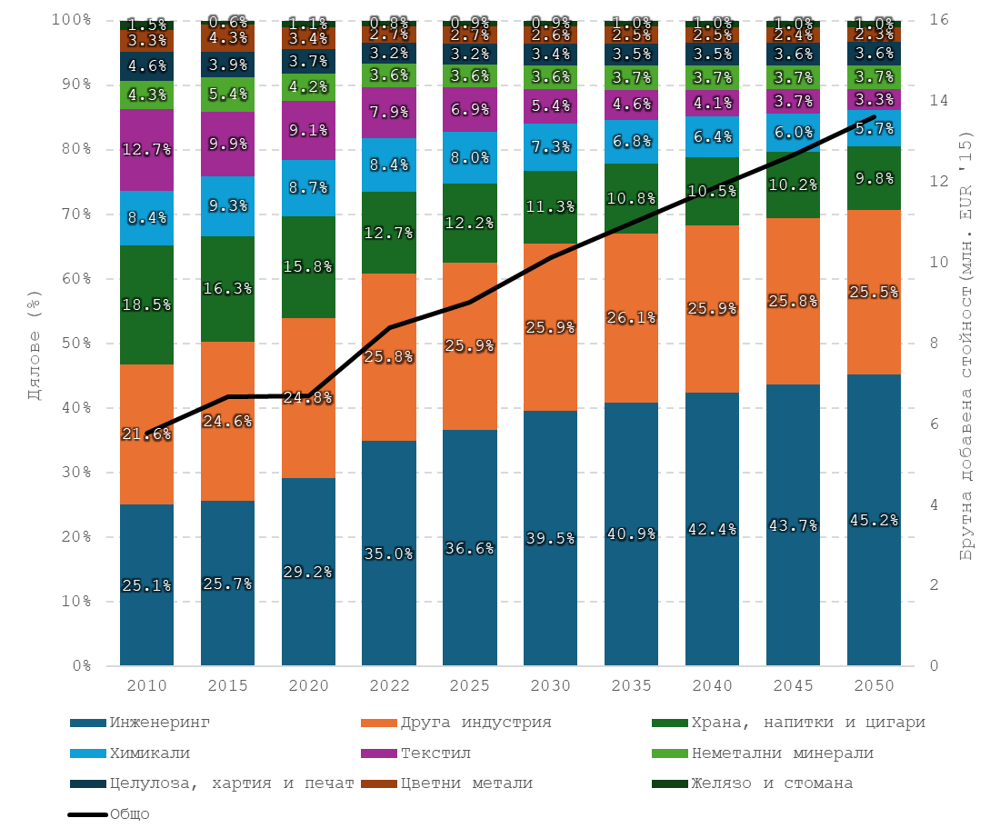 100%
90%
80%
70%
60%
50%
40%
30%
20%
10%
0%
Дялове (%)
16
14
12
10
8
6
4
2
0
Брутна добавена стойност(млн. EUR '15)
1.5% 0.6% 1.1% 0.8% 0.9% 0.9% 1.0% 1.0% 1.0% 1.0%
3.3% 4.3% 3.4% 2.7% 2.7% 2.6% 2.5% 2.5% 2.4% 2.3%
4.6% 3.9% 3.7% 3.2% 3.2% 3.4% 3.5% 3.5% 3.6% 3.6%
4.3% 5.4% 4.2% 3.6% 3.6% 3.6% 3.7% 3.7% 3.7% 3.7%
12.7% 9.9% 9.1% 7.9% 6.9% 5.4% 4.6% 4.1% 3.7% 3.3%
8.4% 9.3% 8.7% 8.4% 8.0% 7.3% 6.8% 6.4% 6.0% 5.7%
18.5% 16.3% 15.8% 12.7% 12.2% 11.3% 10.8% 10.5% 10.2% 9.8%
21.6% 24.6% 24.8% 25.8% 25.9% 25.9% 26.1% 25.9% 25.8% 25.5%
25.1% 25.7% 29.2% 35.0% 36.6% 39.5% 40.9% 42.4% 43.7% 45.2%
2010 2015 2020 2022 2025 2030 2035 2040 2045 2050
Инженеринг Друга индустрия Храна, напитки и цигари
Химикали Текстил Неметални минерали
Целулоза, хартия и печат Цветни метали Желязо и стомана
Общо